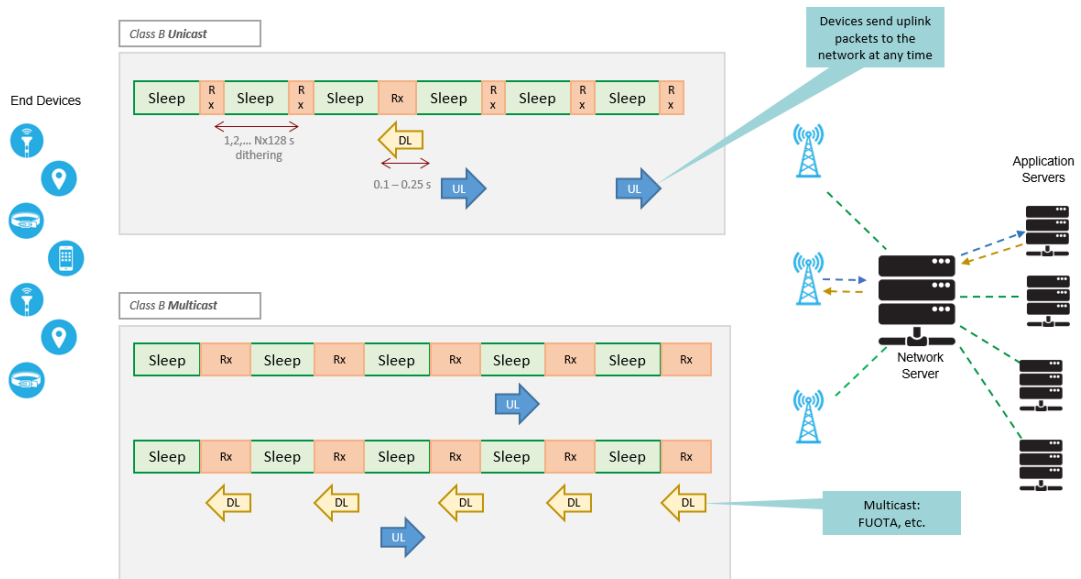 Class B Unicast
Devices send uplink
packets to the
network at any time
End Devices
Sleep
R
x
Sleep
R
x
Sleep
Rx
Sleep
R
x
Sleep
R
x
Sleep
R
x
1,2,... Nx128 s
dithering
DL
0.1 – 0.25 s
UL
UL
Application
Servers
Class B Multicast
Sleep
Rx
Sleep
Rx
Sleep
Rx
Sleep
Rx
Sleep
Rx
UL
Network
Server
Sleep
Rx
Sleep
Rx
Sleep
Rx
Sleep
Rx
Sleep
Rx
DL
DL
DL
DL
DL
UL
Multicast:
FUOTA, etc.